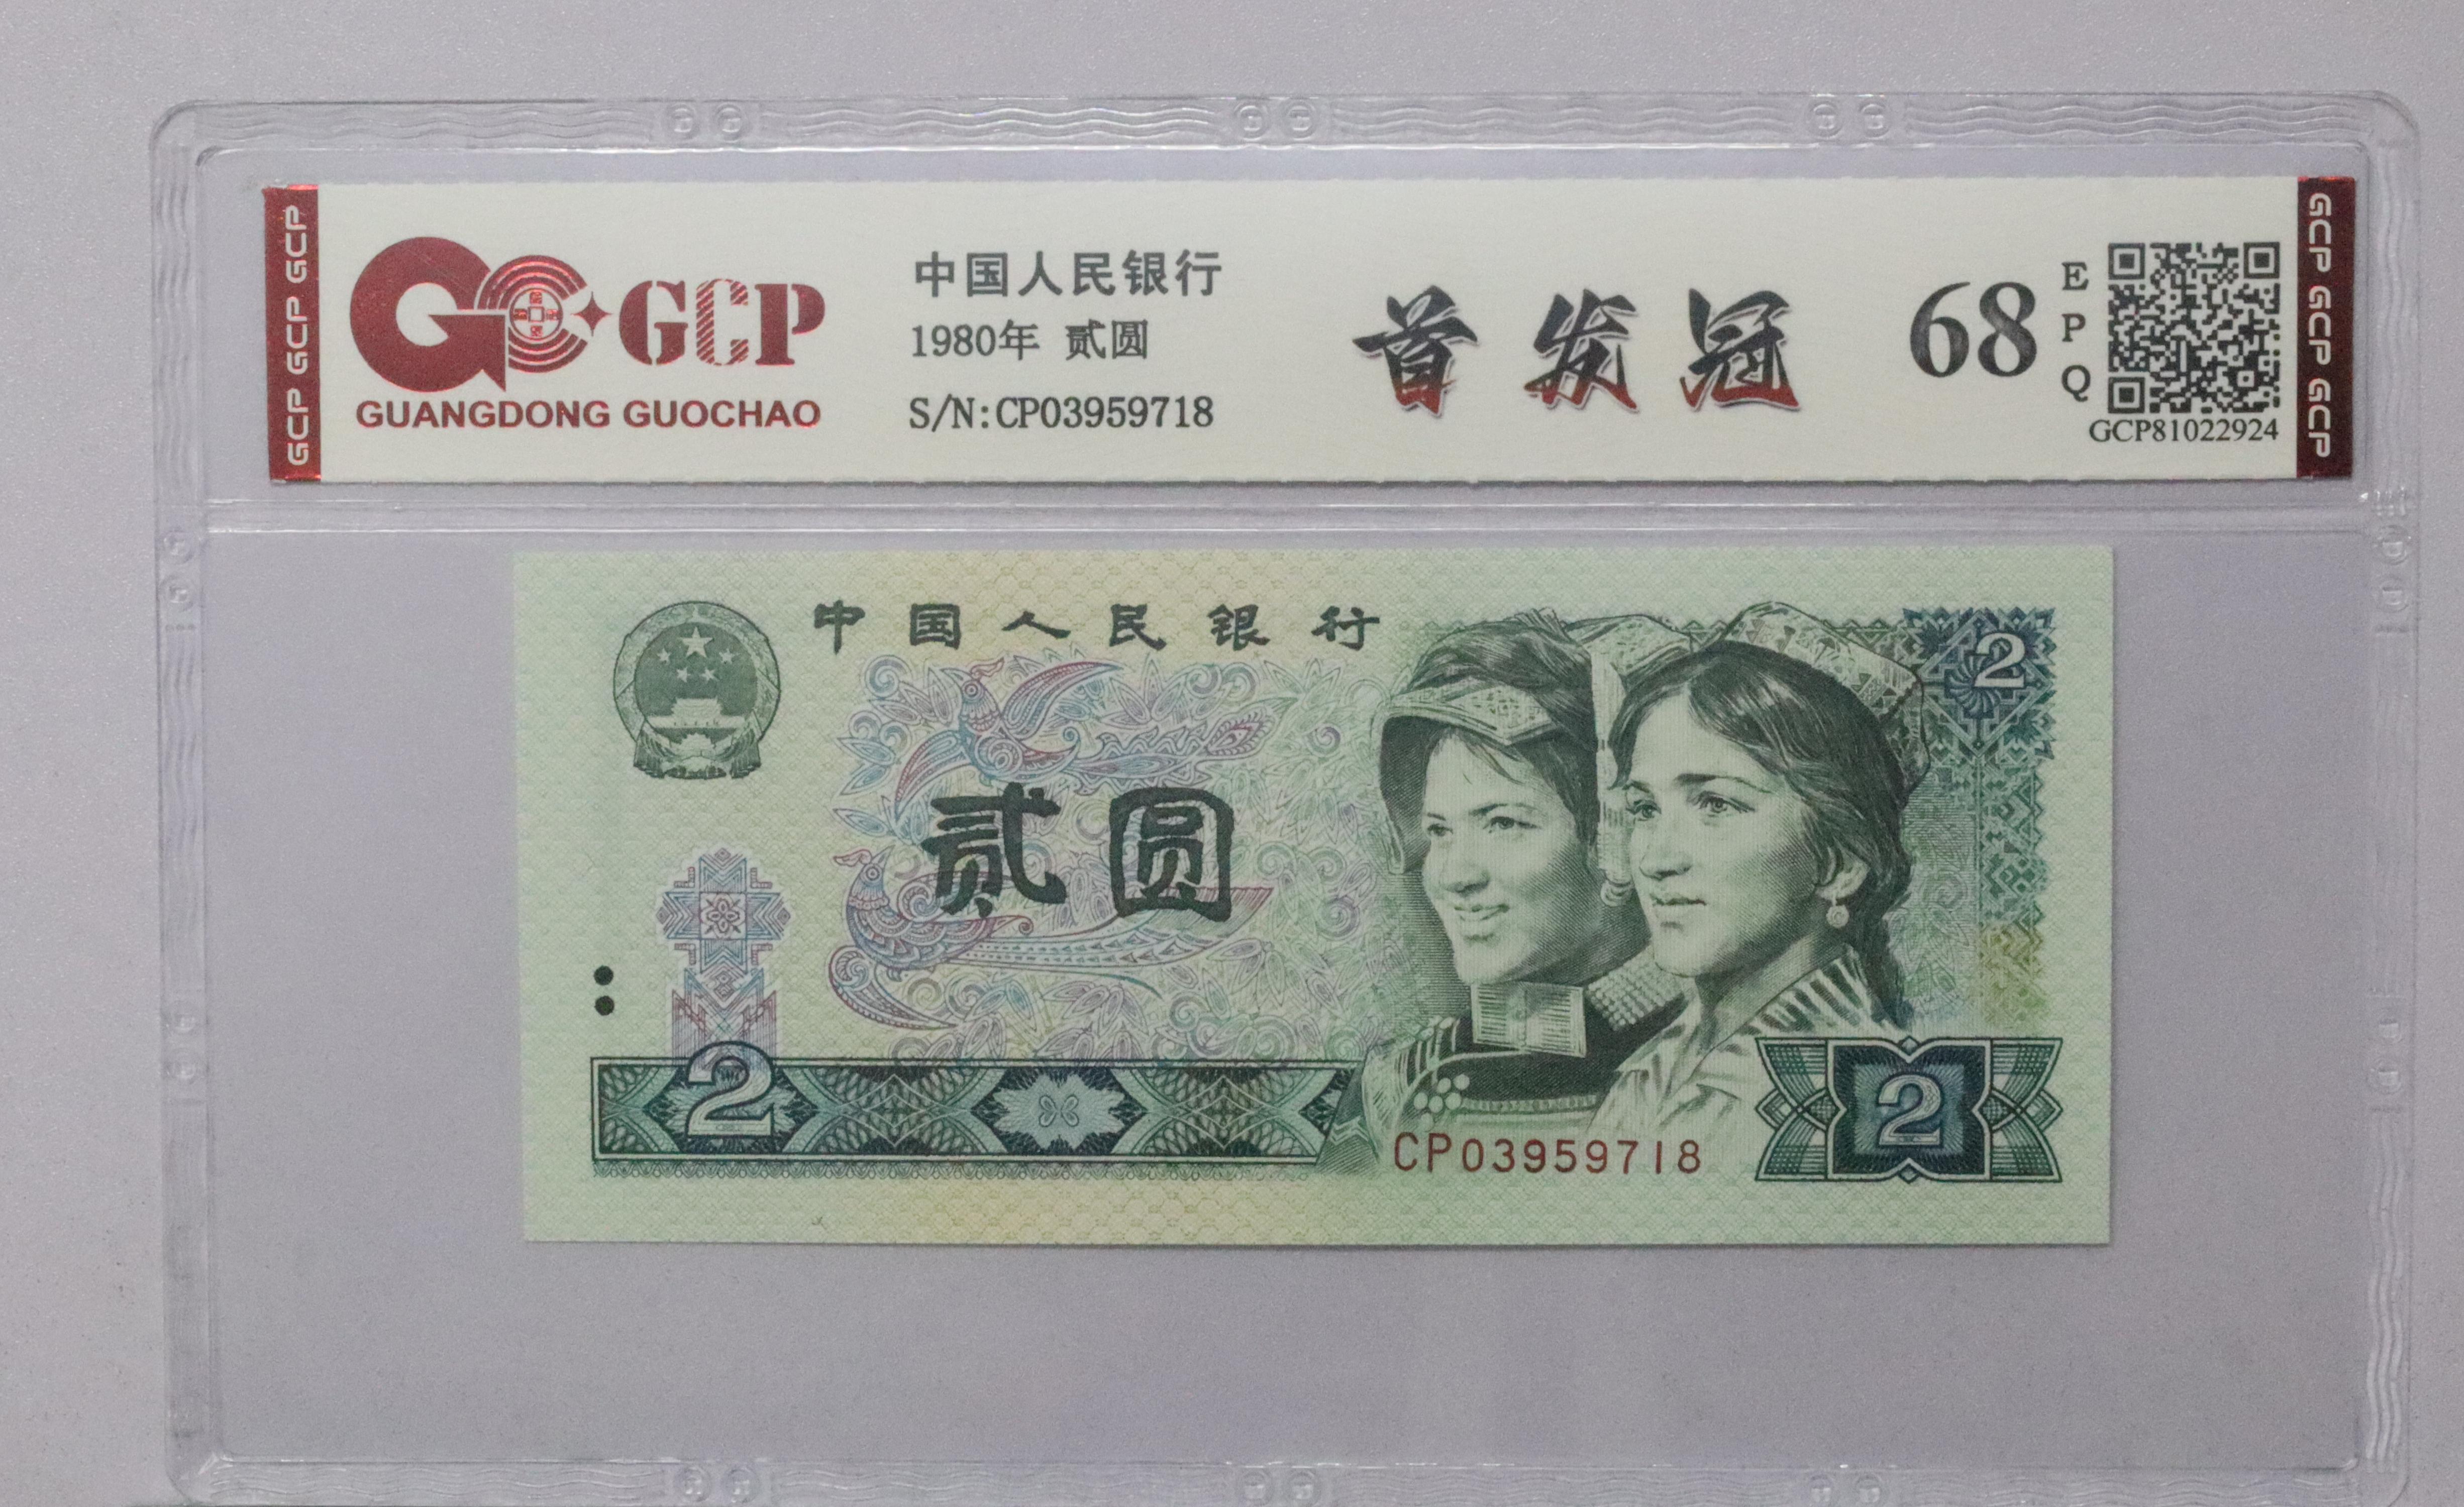 GCP GCP GCP
GCP
GUANGDONG GUOCHAO
中国人民银行
1980年 贰圆
S/N:CP03959718
首发冠
68
EPQ
GCP81022924
GCP GCP GCP
中国人民银行
2
贰圆
2
CP03959718
2